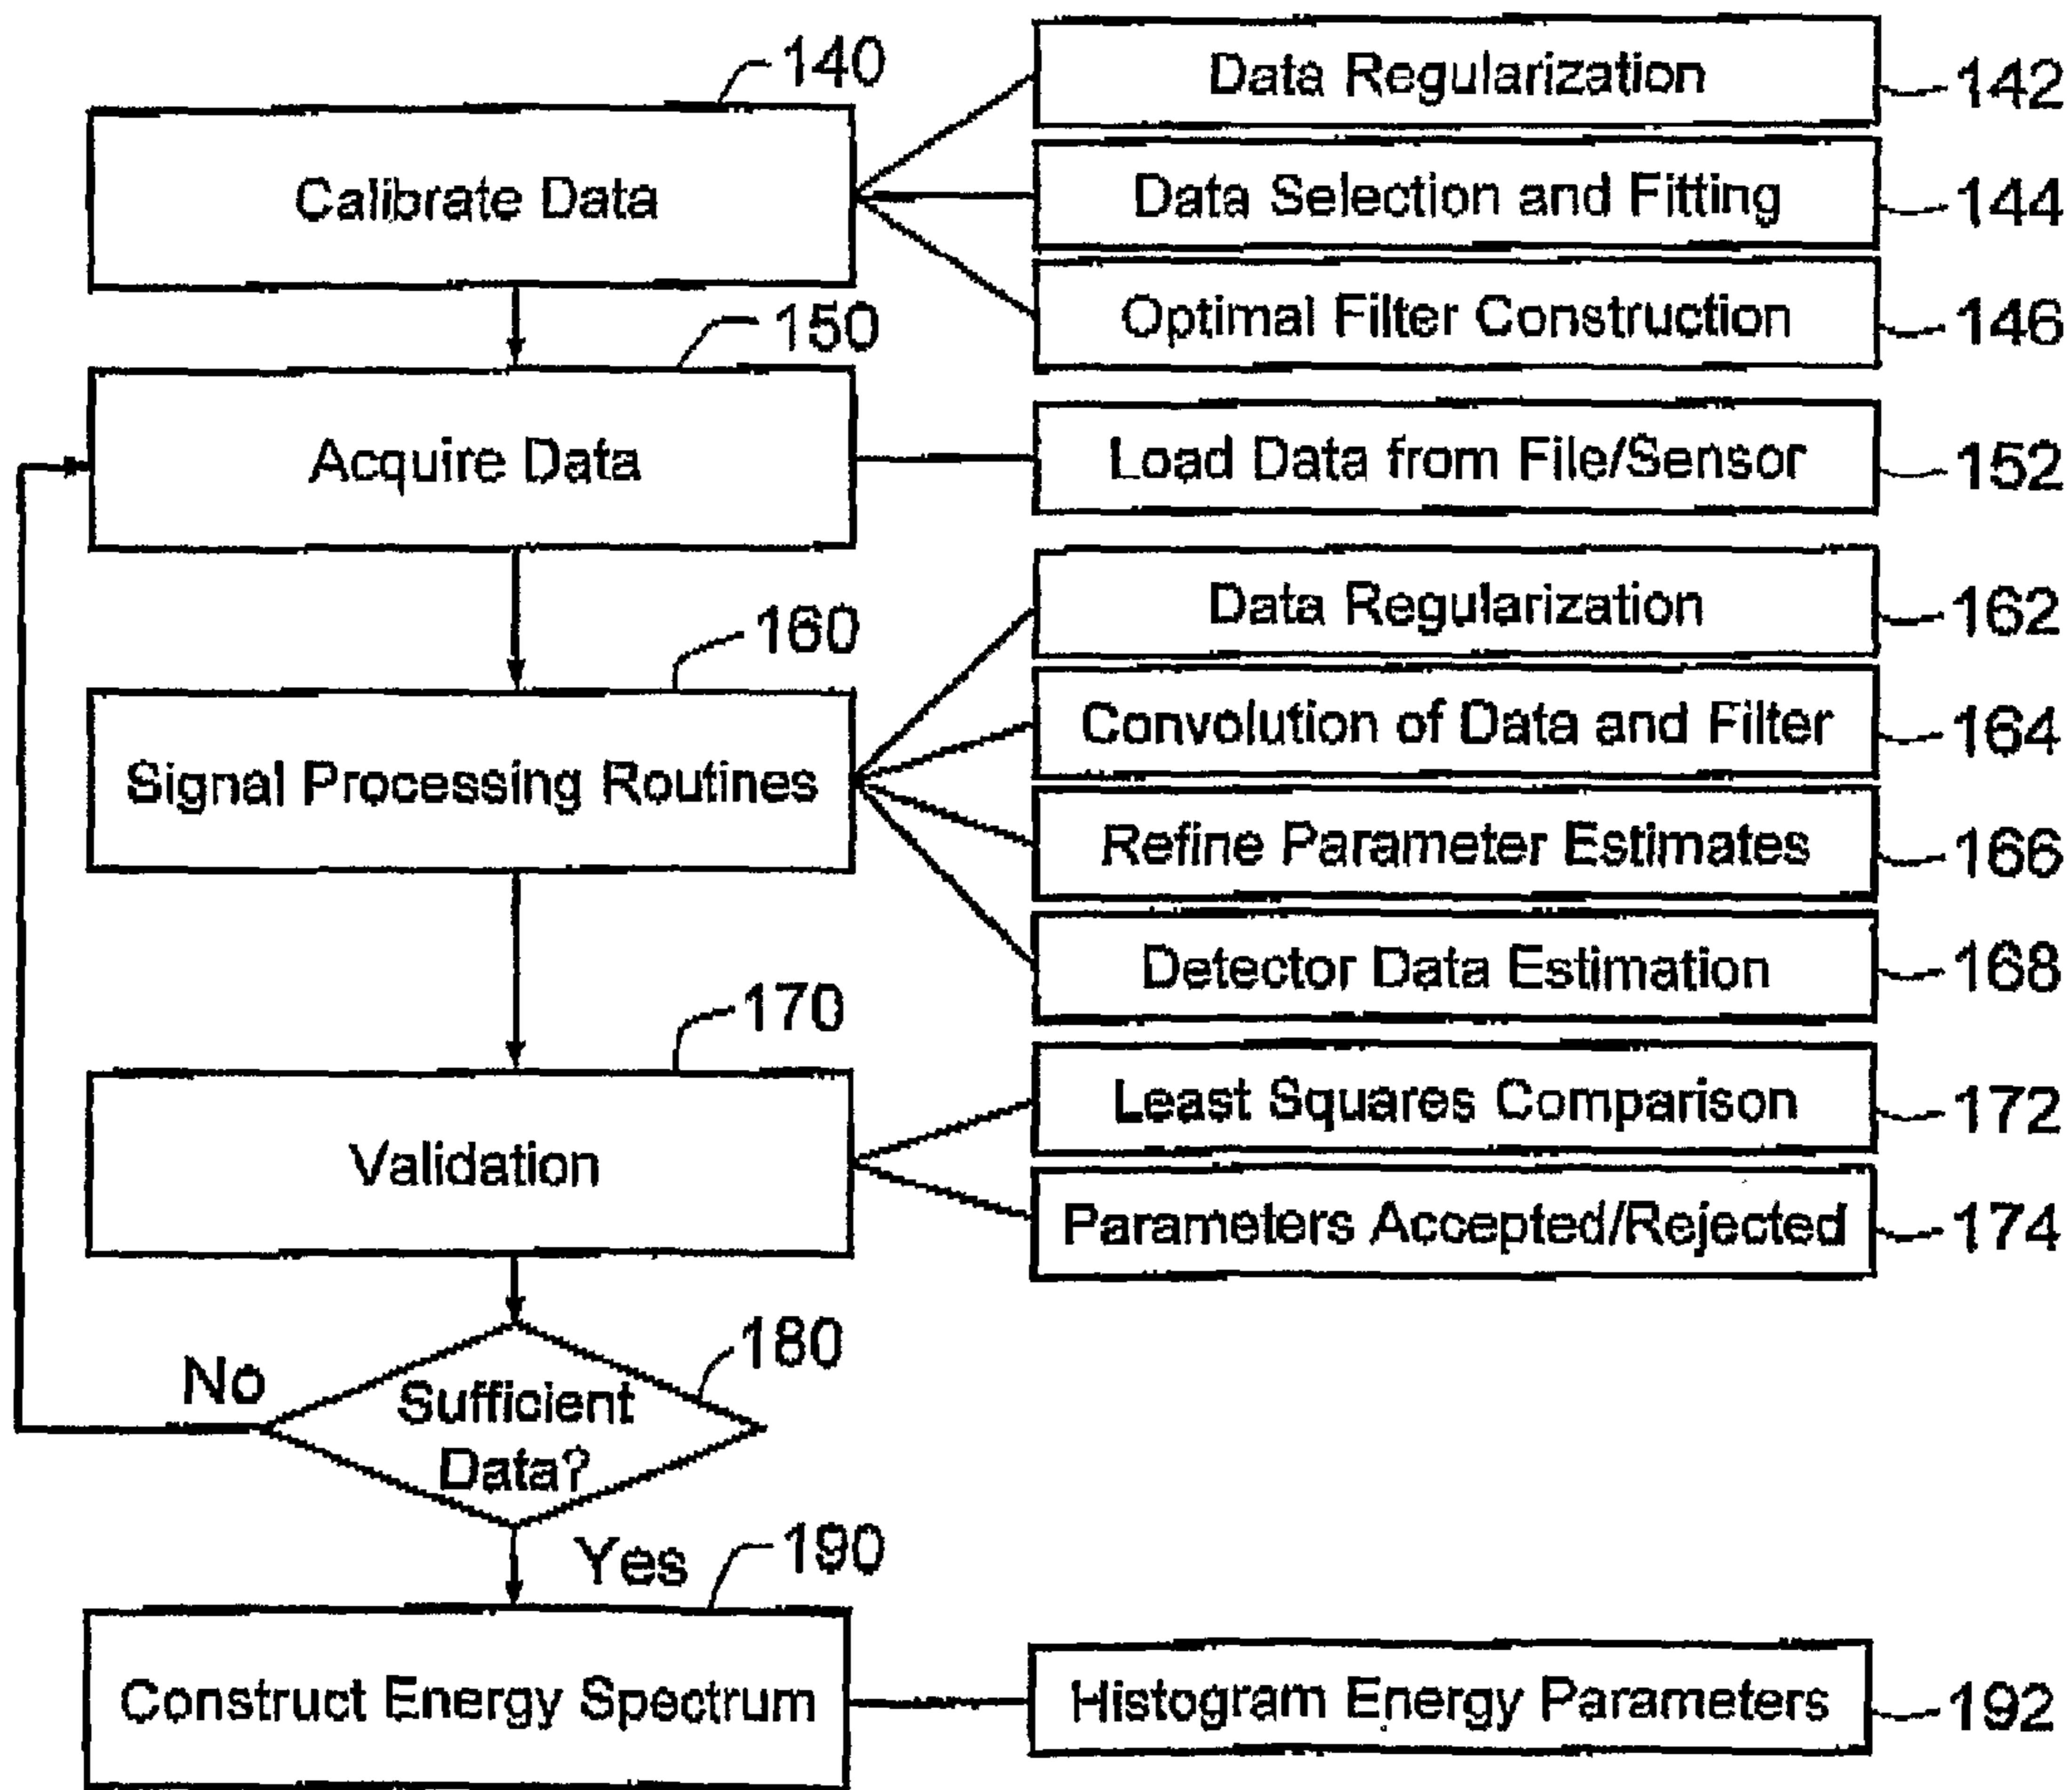 140
Calibrate Data
Data Regularization
142
Data Selection and Fitting
144
Optimal Filter Construction
146
150
Acquire Data
Load Data from File/Sensor
152
160
Signal Processing Routines
Data Regularization
162
Convolution of Data and Filter
164
Refine Parameter Estimates
166
Detector Data Estimation
168
170
Validation
Least Squares Comparison
172
Parameters Accepted/Rejected
174
180
Sufficient
Data?
No
Yes
190
Construct Energy Spectrum
Histogram Energy Parameters
192